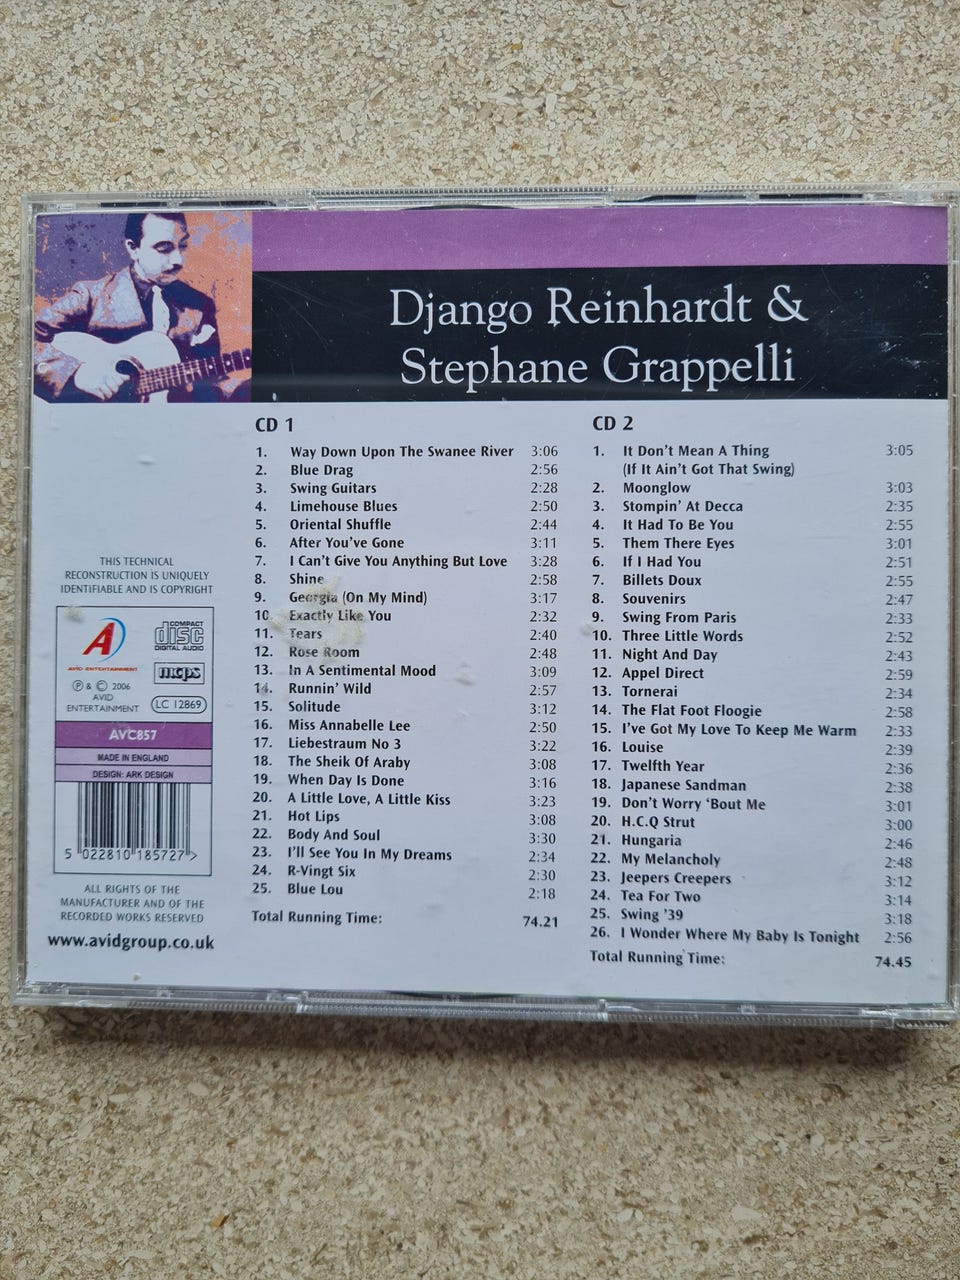 Django Reinhardt &
Stephane Grappelli
CD 1
1. Way Down Upon The Swanee River 3:06
2. Blue Drag 2:56
3. Swing Guitars 2:28
4. Limehouse Blues 2:50
5. Oriental Shuffle 2:44
6. After You've Gone 3:11
7. I Can't Give You Anything But Love 3:28
8. Shine 2:58
9. Georgia (On My Mind) 3:17
10. Exactly Like You 2:32
11. Tears 2:40
12. Rose Room 2:48
13. In A Sentimental Mood 3:09
14. Runnin' Wild 2:57
15. Solitude 3:12
16. Miss Annabelle Lee 2:50
17. Liebestraum No 3 3:22
18. The Sheik Of Araby 3:08
19. When Day Is Done 3:16
20. A Little Love, A Little Kiss 3:23
21. Hot Lips 3:08
22. Body And Soul 3:30
23. I'll See You In My Dreams 2:34
24. R-Vingt Six 2:30
25. Blue Lou 2:18
Total Running Time: 74.21
CD 2
1. It Don't Mean A Thing 3:05
(If It Ain't Got That Swing)
2. Moonglow 3:03
3. Stompin' At Decca 2:35
4. It Had To Be You 2:55
5. Them There Eyes 3:01
6. If I Had You 2:51
7. Billets Doux 2:55
8. Souvenirs 2:47
9. Swing From Paris 2:33
10. Three Little Words 2:52
11. Night And Day 2:43
12. Appel Direct 2:59
13. Tornerai 2:34
14. The Flat Foot Floogie 2:58
15. I've Got My Love To Keep Me Warm 2:33
16. Louise 2:39
17. Twelfth Year 2:36
18. Japanese Sandman 2:38
19. Don't Worry 'Bout Me 3:01
20. H.C.Q Strut 3:00
21. Hungaria 2:46
22. My Melancholy 2:48
23. Jeepers Creepers 3:12
24. Tea For Two 3:14
25. Swing '39 3:18
26. I Wonder Where My Baby Is Tonight 2:56
Total Running Time: 74.45
THIS TECHNICAL
RECONSTRUCTION IS UNIQUELY
IDENTIFIABLE AND IS COPYRIGHT
A
AVID ENTERTAINMENT
COMPACT
disc
DIGITAL AUDIO
mcps
℗ & © 2006
AVID
ENTERTAINMENT
LC 12869
AVC857
MADE IN ENGLAND
DESIGN: ARK DESIGN
5 022810 185727 >
ALL RIGHTS OF THE
MANUFACTURER AND OF THE
RECORDED WORKS RESERVED
www.avidgroup.co.uk